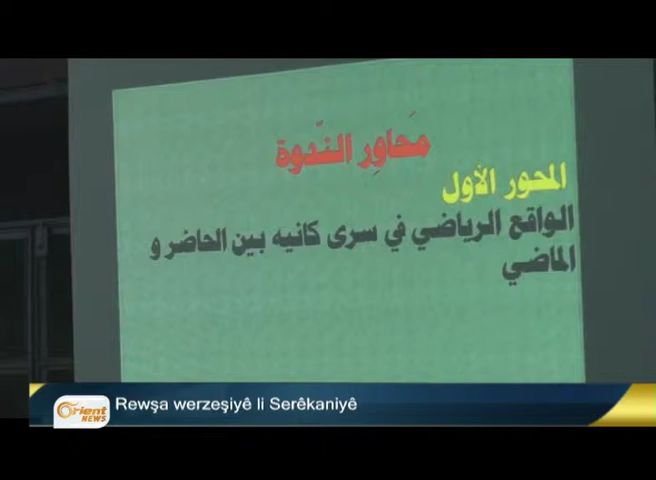 مَحاوِر النّدوة
المحور الأول
الواقع الرياضي في سرى كانيه بين الحاضر و
الماضي
Orient
NEWS
Rewşa werzeşiyê li Serêkaniyê